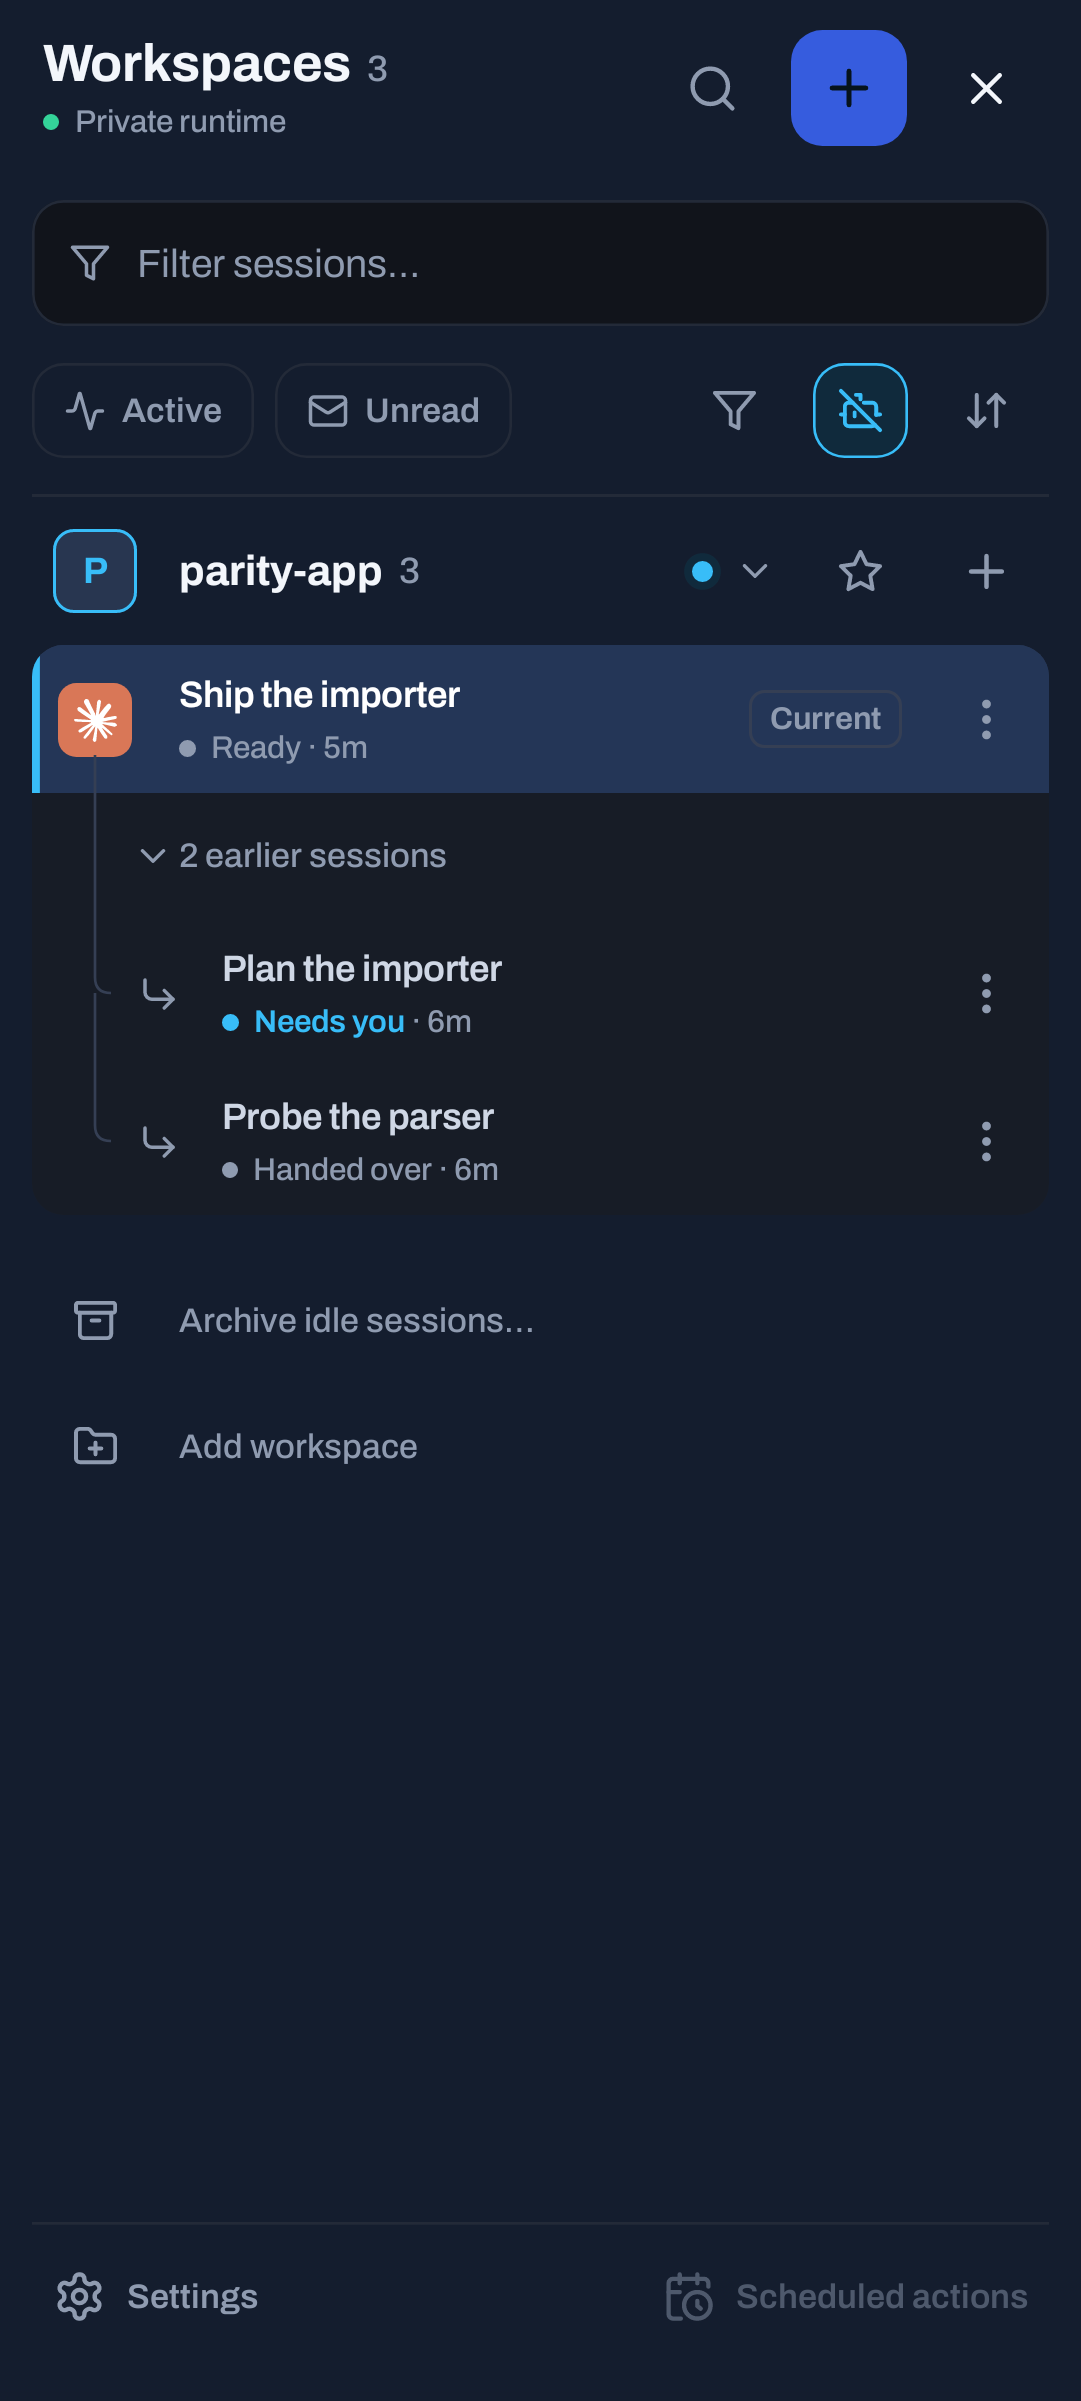 Workspaces 3
Private runtime
Filter sessions...
Active
Unread
P
parity-app 3
Ship the importer
Ready · 5m
Current
2 earlier sessions
Plan the importer
Needs you · 6m
Probe the parser
Handed over · 6m
Archive idle sessions...
Add workspace
Settings
Scheduled actions